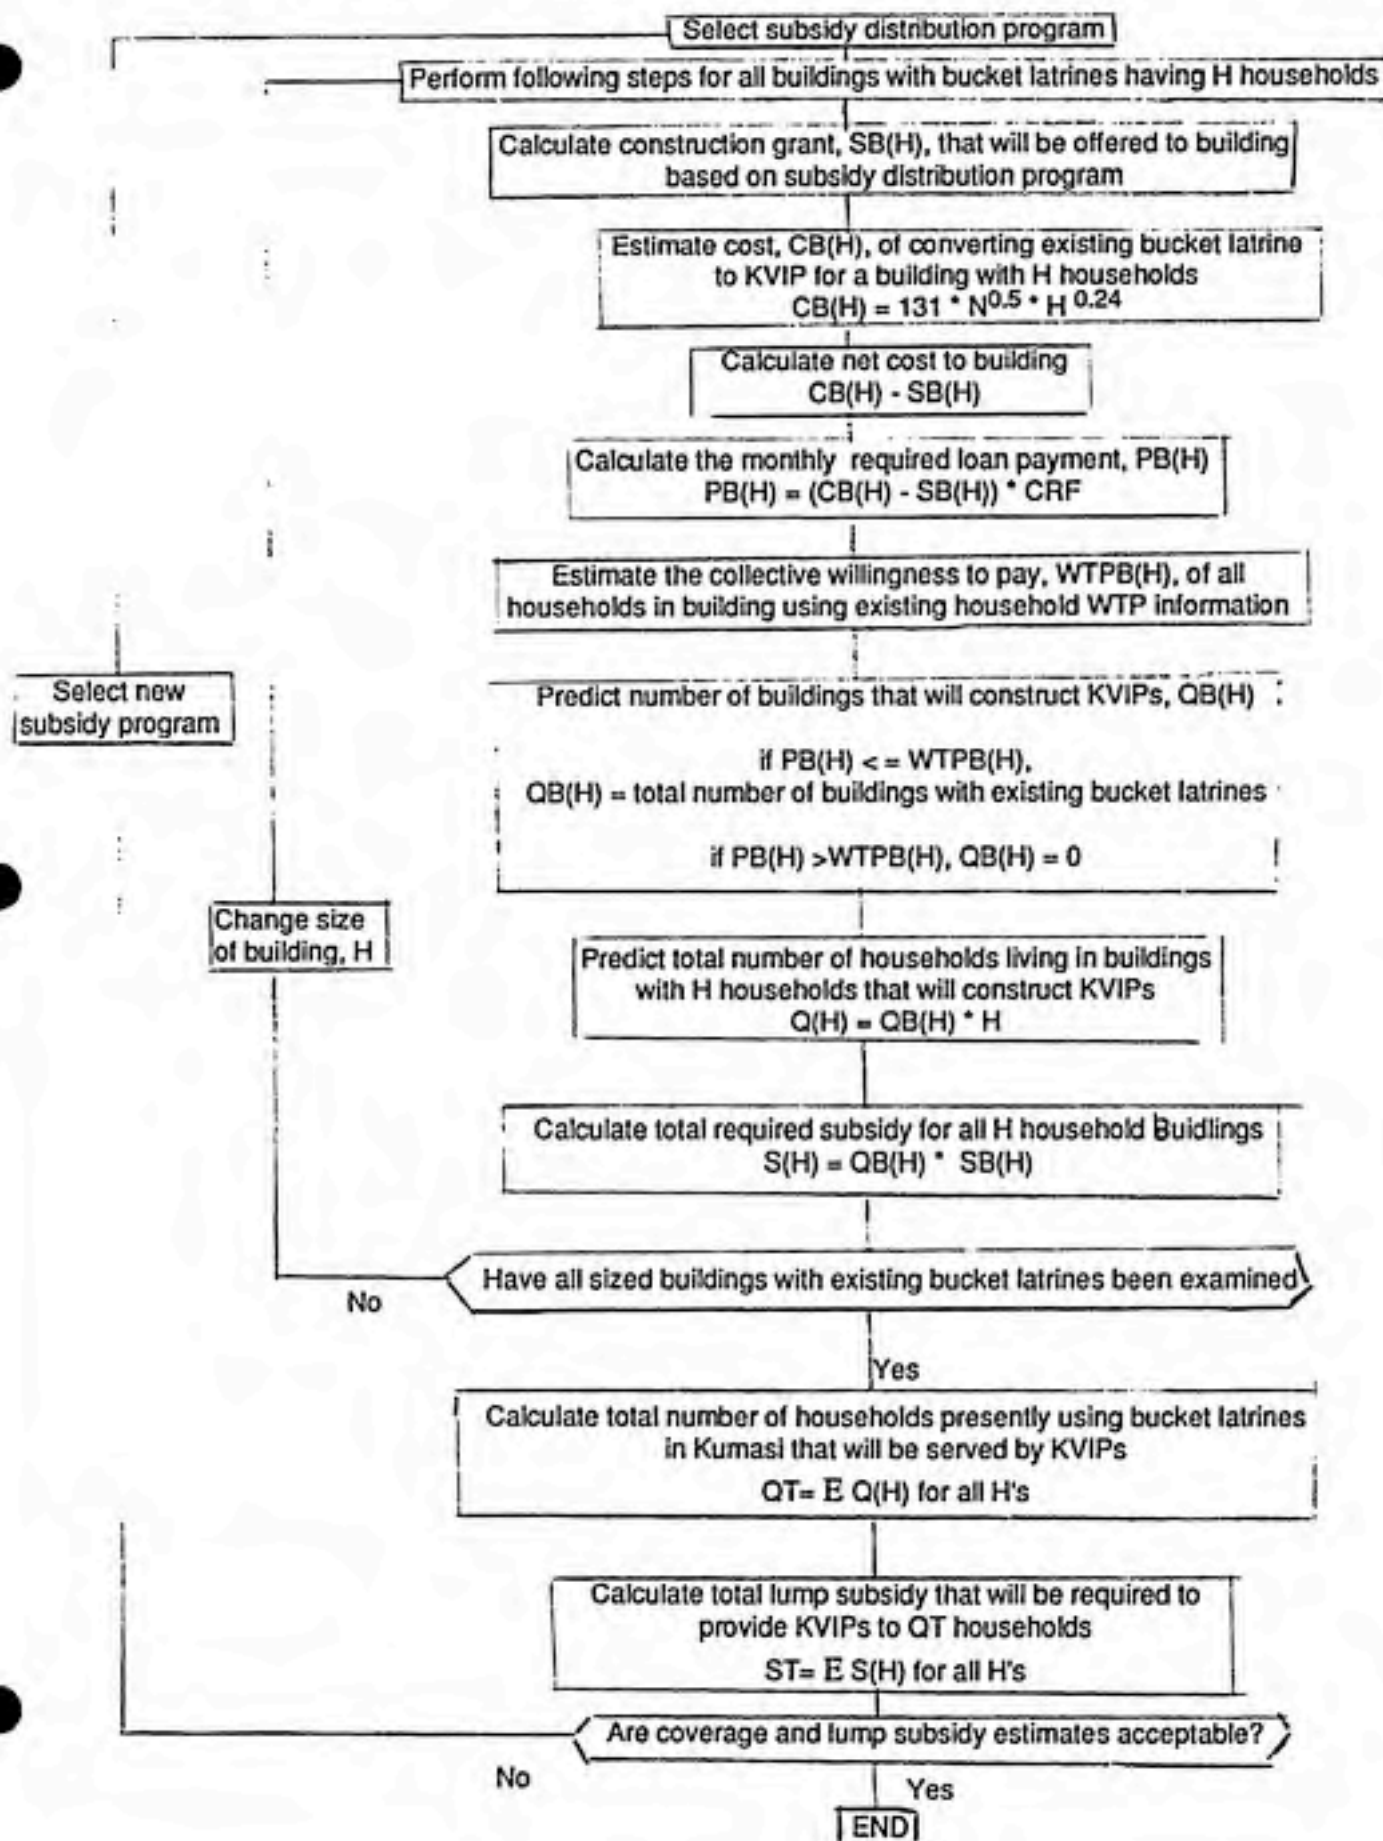 Select subsidy distribution program
Perform following steps for all buildings with bucket latrines having H households
Calculate construction grant, SB(H), that will be offered to building
based on subsidy distribution program
Estimate cost, CB(H), of converting existing bucket latrine
to KVIP for a building with H households
CB(H) = 131 * N^0.5 * H^0.24
Calculate net cost to building
CB(H) - SB(H)
Calculate the monthly required loan payment, PB(H)
PB(H) = (CB(H) - SB(H)) * CRF
Estimate the collective willingness to pay, WTPB(H), of all
households in building using existing household WTP information
Select new
subsidy program
Predict number of buildings that will construct KVIPs, QB(H)
if PB(H) < = WTPB(H),
QB(H) = total number of buildings with existing bucket latrines
if PB(H) >WTPB(H), QB(H) = 0
Change size
of building, H
Predict total number of households living in buildings
with H households that will construct KVIPs
Q(H) = QB(H) * H
Calculate total required subsidy for all H household Buidlings
S(H) = QB(H) * SB(H)
Have all sized buildings with existing bucket latrines been examined
No
Yes
Calculate total number of households presently using bucket latrines
in Kumasi that will be served by KVIPs
QT= E Q(H) for all H's
Calculate total lump subsidy that will be required to
provide KVIPs to QT households
ST= E S(H) for all H's
Are coverage and lump subsidy estimates acceptable?
No
Yes
END